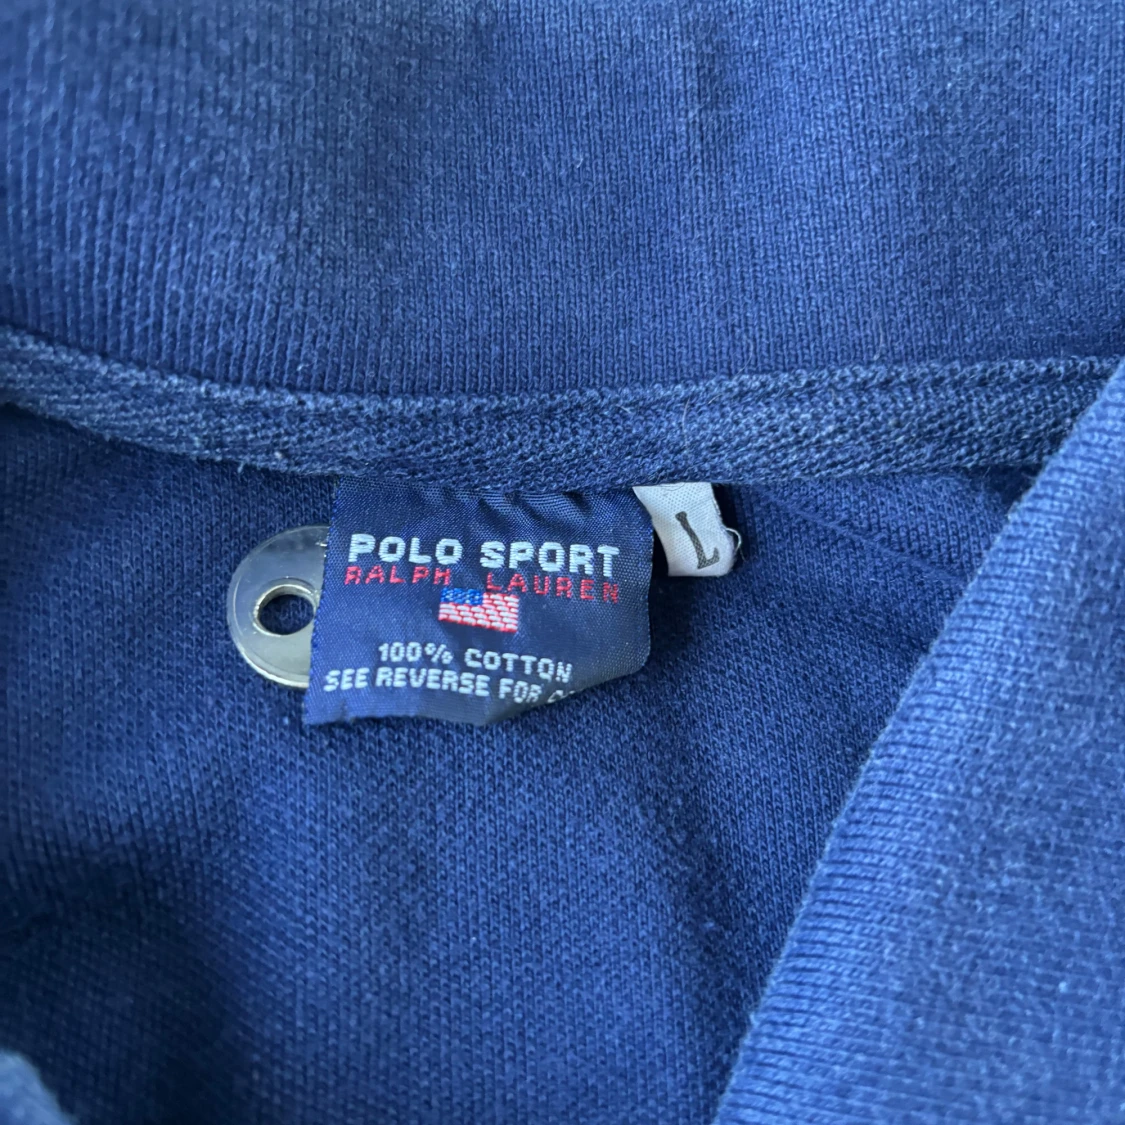 POLO SPORT
RALPH LAUREN
L
100% COTTON
SEE REVERSE FOR